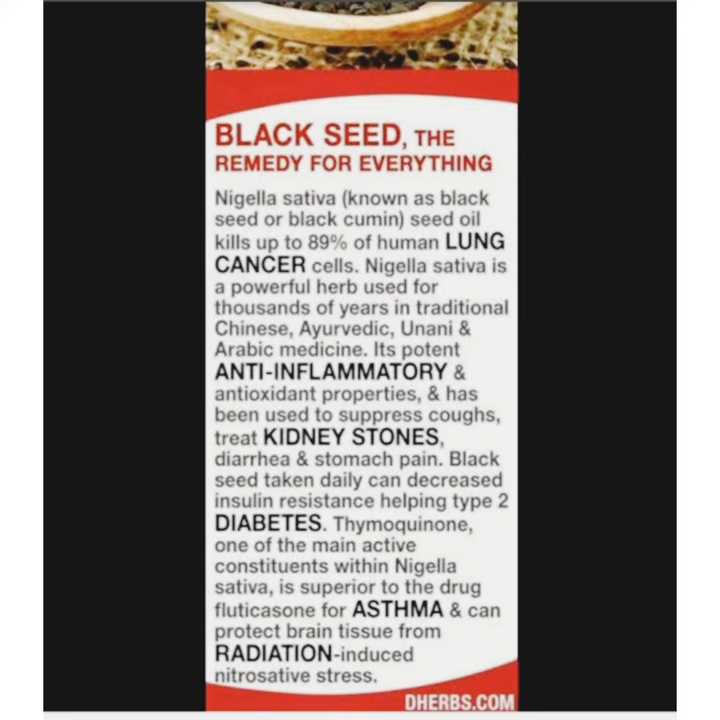 BLACK SEED, THE
REMEDY FOR EVERYTHING
Nigella sativa (known as black
seed or black cumin) seed oil
kills up to 89% of human LUNG
CANCER cells. Nigella sativa is
a powerful herb used for
thousands of years in traditional
Chinese, Ayurvedic, Unani &
Arabic medicine. Its potent
ANTI-INFLAMMATORY &
antioxidant properties, & has
been used to suppress coughs,
treat KIDNEY STONES,
diarrhea & stomach pain. Black
seed taken daily can decreased
insulin resistance helping type 2
DIABETES. Thymoquinone,
one of the main active
constituents within Nigella
sativa, is superior to the drug
fluticasone for ASTHMA & can
protect brain tissue from
RADIATION-induced
nitrosative stress.
DHERBS.COM